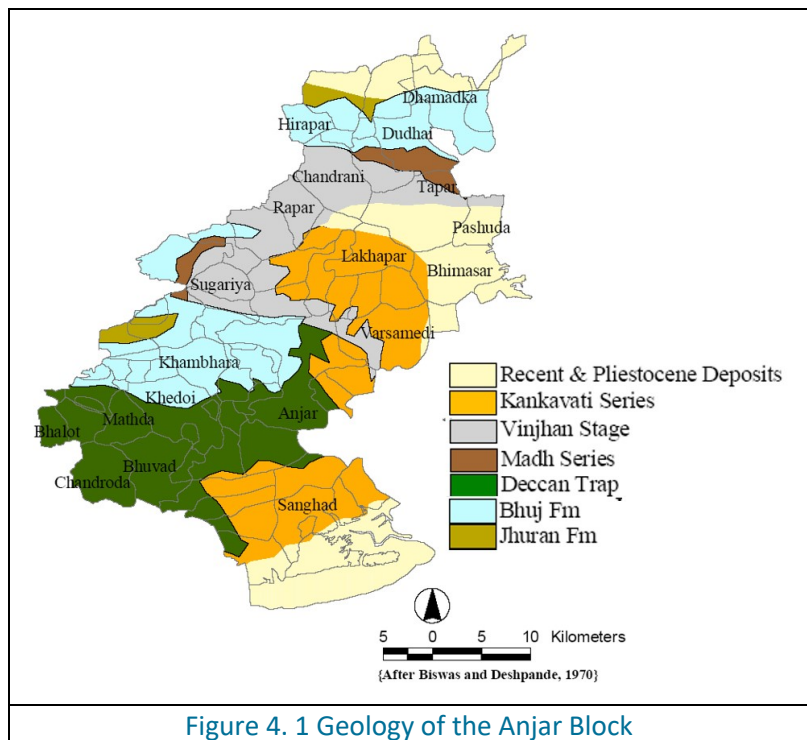 Dhamadka
Hirapar
Dudhai
Chandrani
Tapar
Rapar
Pashuda
Lakhapar
Bhimasar
Sugariya
Varsamedi
Khambhara
Khedoi
Mathda
Anjar
Bhalot
Bhuvad
Chandroda
Sanghad
Recent & Pliestocene Deposits
Kankavati Series
Vinjhan Stage
Madh Series
Deccan Trap
Bhuj Fm
Jhuran Fm
5 0 5 10 Kilometers
{After Biswas and Deshpande, 1970}
Figure 4. 1 Geology of the Anjar Block